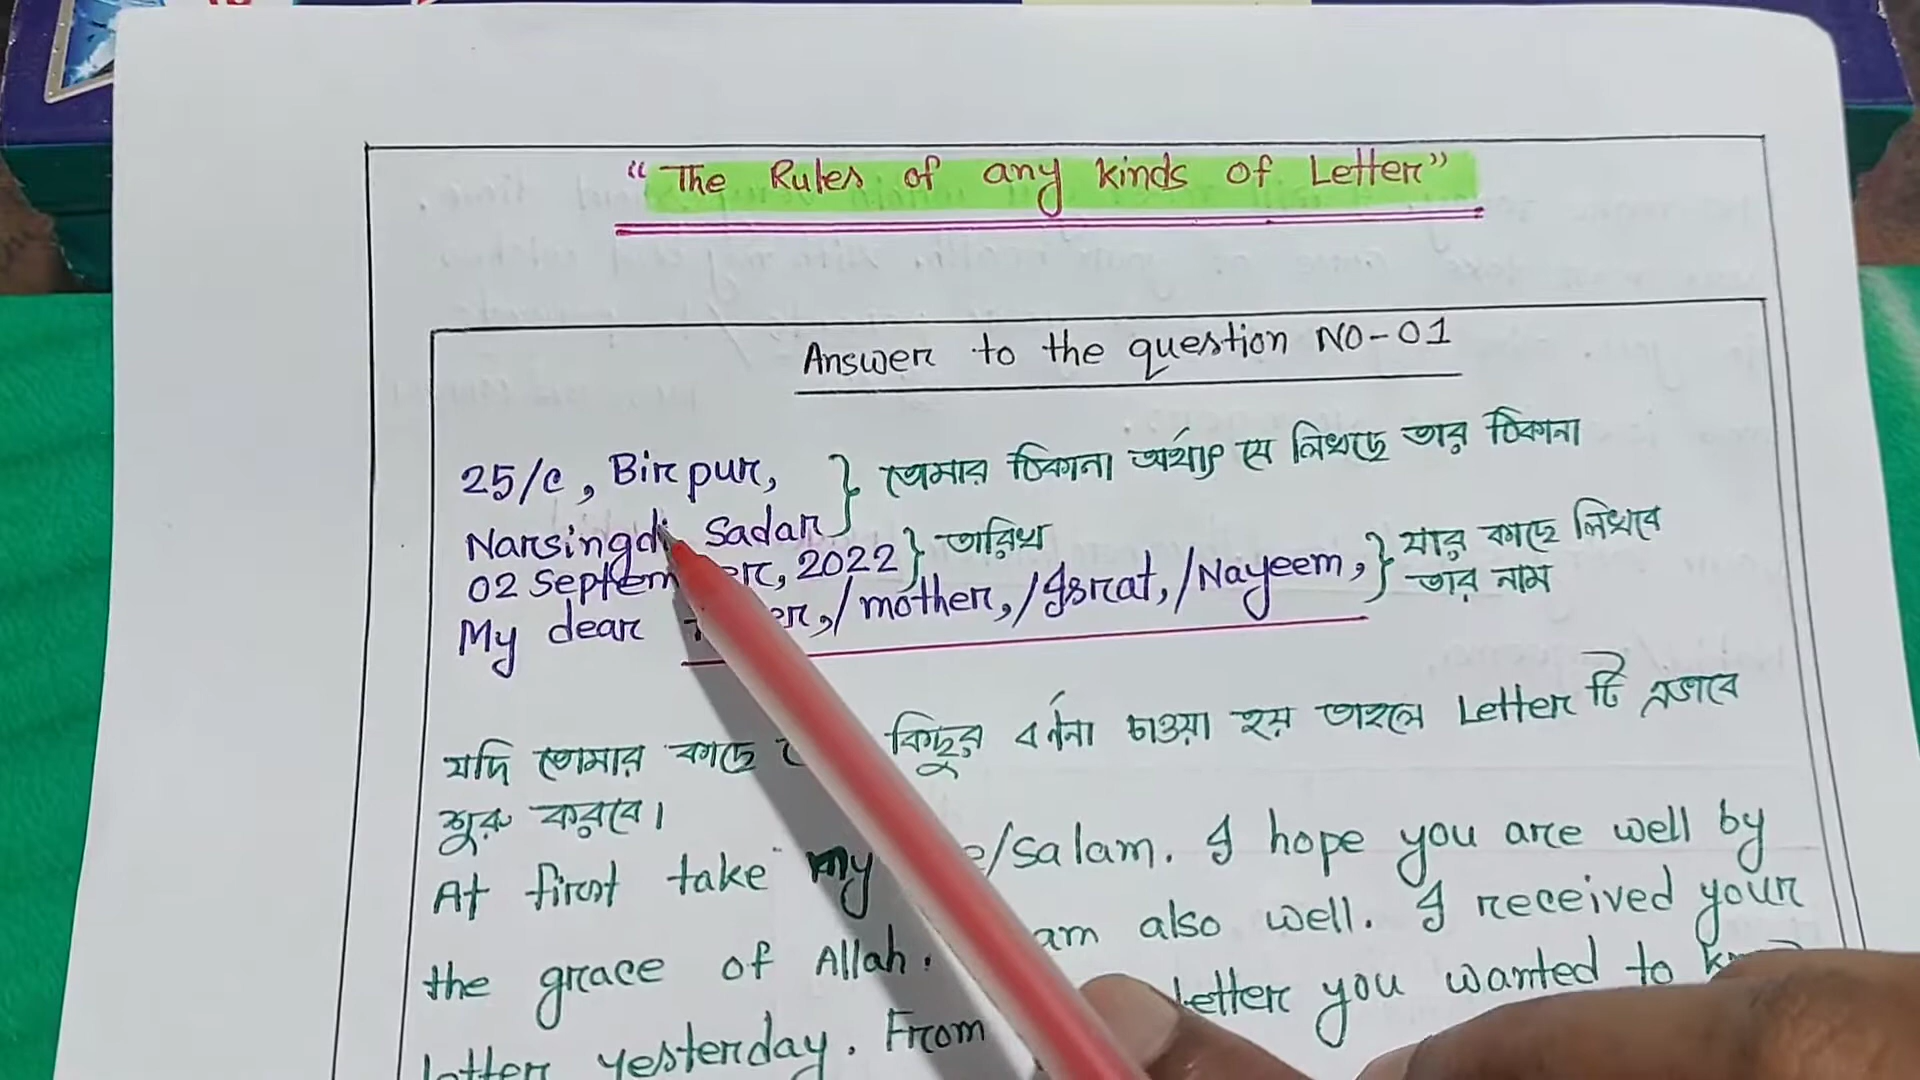 “The Rules of any kinds of Letter”
Answer to the question NO-01
25/c, Birpur, } তোমার ঠিকানা অর্থাৎ যে লিখছে তার ঠিকানা
Narsingdi Sadar
02 September, 2022 } তারিখ
My dear /mother,/Israt,/Nayeem, } যার কাছে লিখবে তার নাম
যদি তোমার কাছে কিছুর বর্ননা চাওয়া হয় তাহলে Letter টি এভাবে
শুরু করবে।
At first take my /salam. I hope you are well by
the grace of Allah. am also well. I received your
letter yesterday. From letter you wanted to